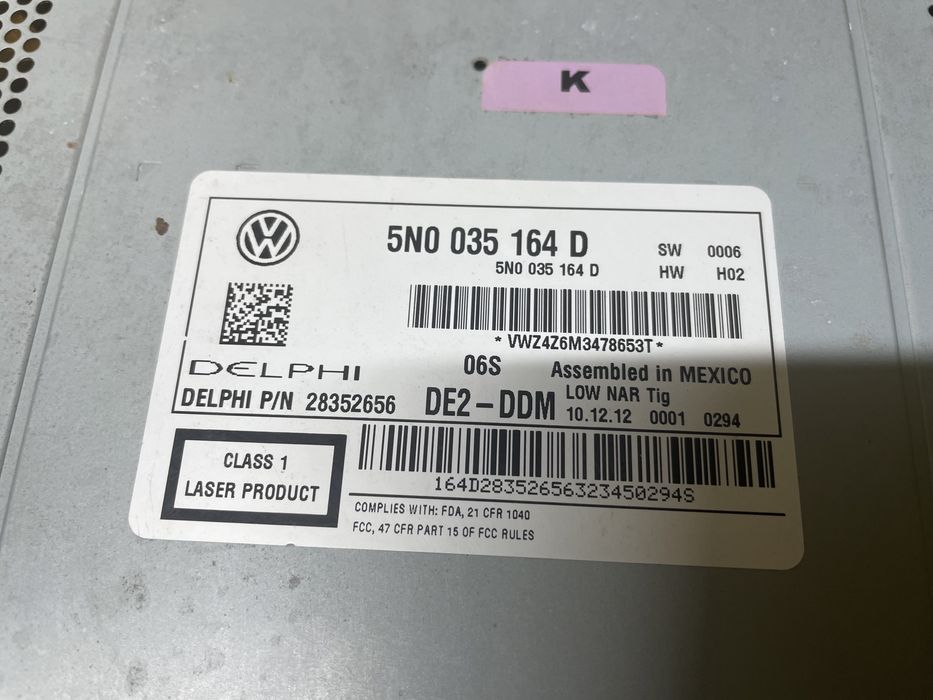 K
5N0 035 164 D
SW 0006
5N0 035 164 D
HW H02
* VWZ4Z6M3478653T *
DELPHI
06S
Assembled in MEXICO
DELPHI P/N 28352656
DE2-DDM
LOW NAR Tig
10.12.12 0001 0294
CLASS 1
LASER PRODUCT
164D28352656323450294S
COMPLIES WITH: FDA, 21 CFR 1040
FCC, 47 CFR PART 15 OF FCC RULES